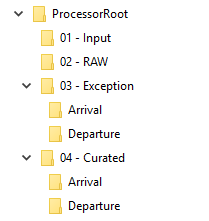 ProcessorRoot
01 - Input
02 - RAW
03 - Exception
Arrival
Departure
04 - Curated
Arrival
Departure